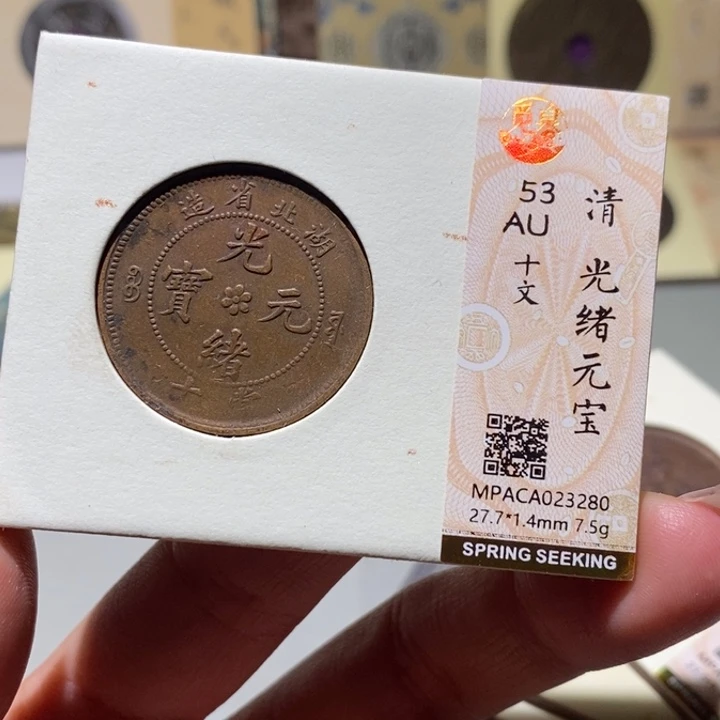 湖北省造
光緒元寶
清 光緒元宝
53
AU
十文
MPACA023280
27.7*1.4mm 7.5g
SPRING SEEKING